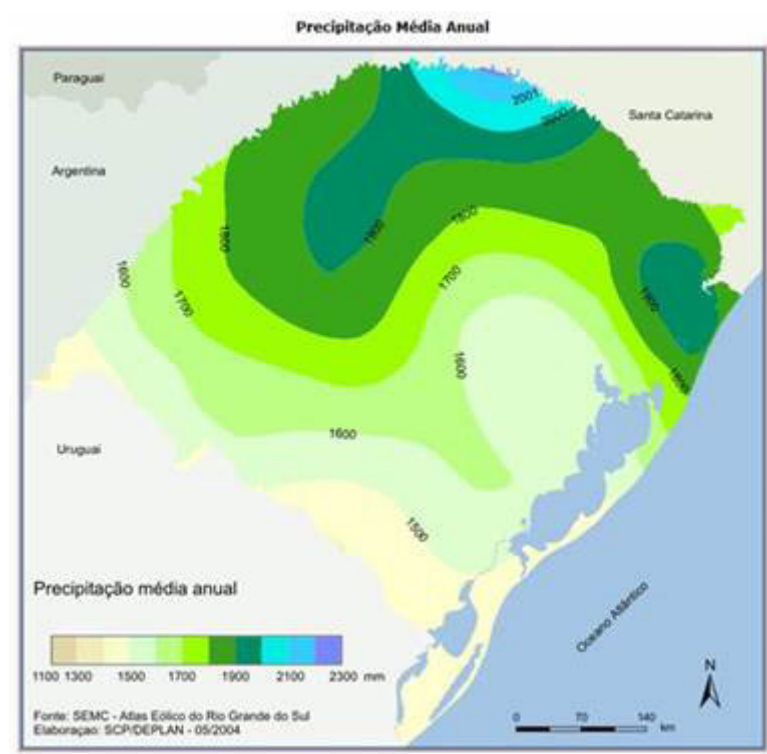 Precipitação Média Anual
Paraguai
Santa Catarina
Argentina
2001
2000
1900
1800
1800
1700
1600
1700
1900
1600
1800
1600
Uruguai
1500
Precipitação média anual
1100 1300 1500 1700 1900 2100 2300 mm
Oceano Atlântico
N
Fonte: SEMC - Atlas Eólico do Rio Grande do Sul
Elaboraçao: SCP/DEPLAN - 05/2004
0 70 140 km